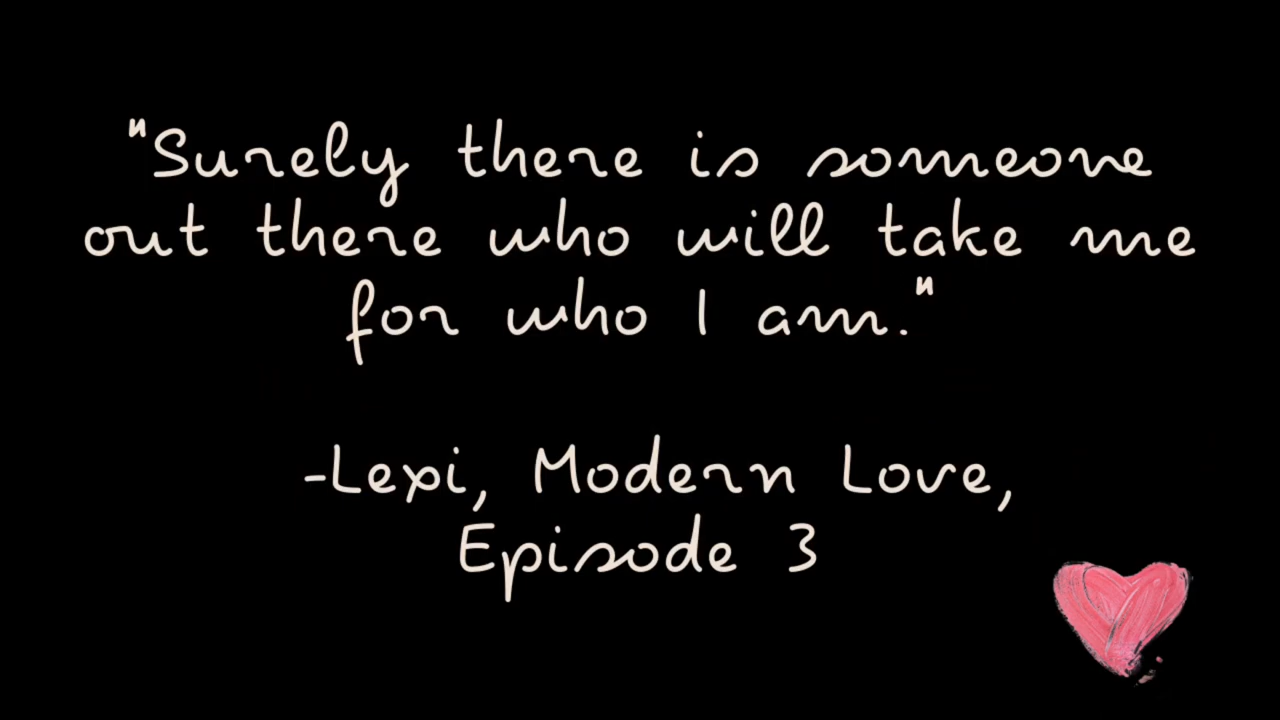 "Surely there is someone
out there who will take me
for who I am."
-Lexi, Modern Love,
Episode 3